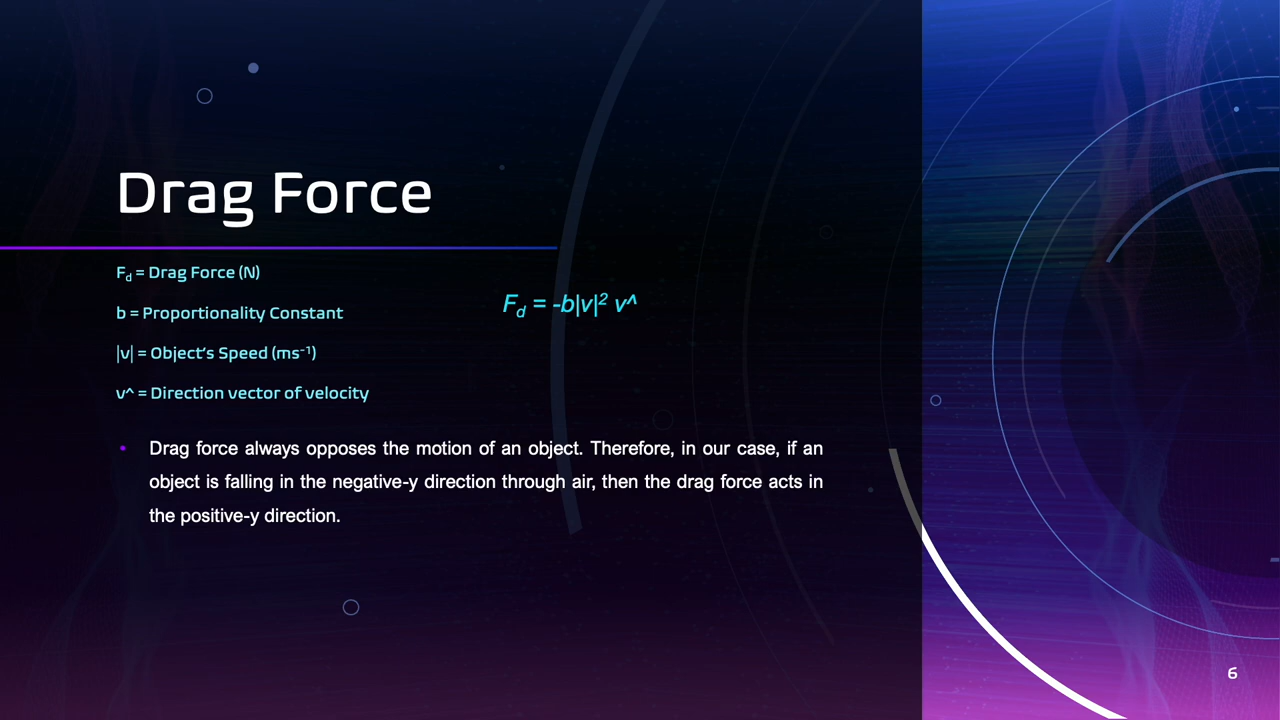 Drag Force
F_d = Drag Force (N)
b = Proportionality Constant
|v| = Object’s Speed (ms⁻¹)
v^ = Direction vector of velocity
F_d = -b|v|² v^
Drag force always opposes the motion of an object. Therefore, in our case, if an
object is falling in the negative-y direction through air, then the drag force acts in
the positive-y direction.
6